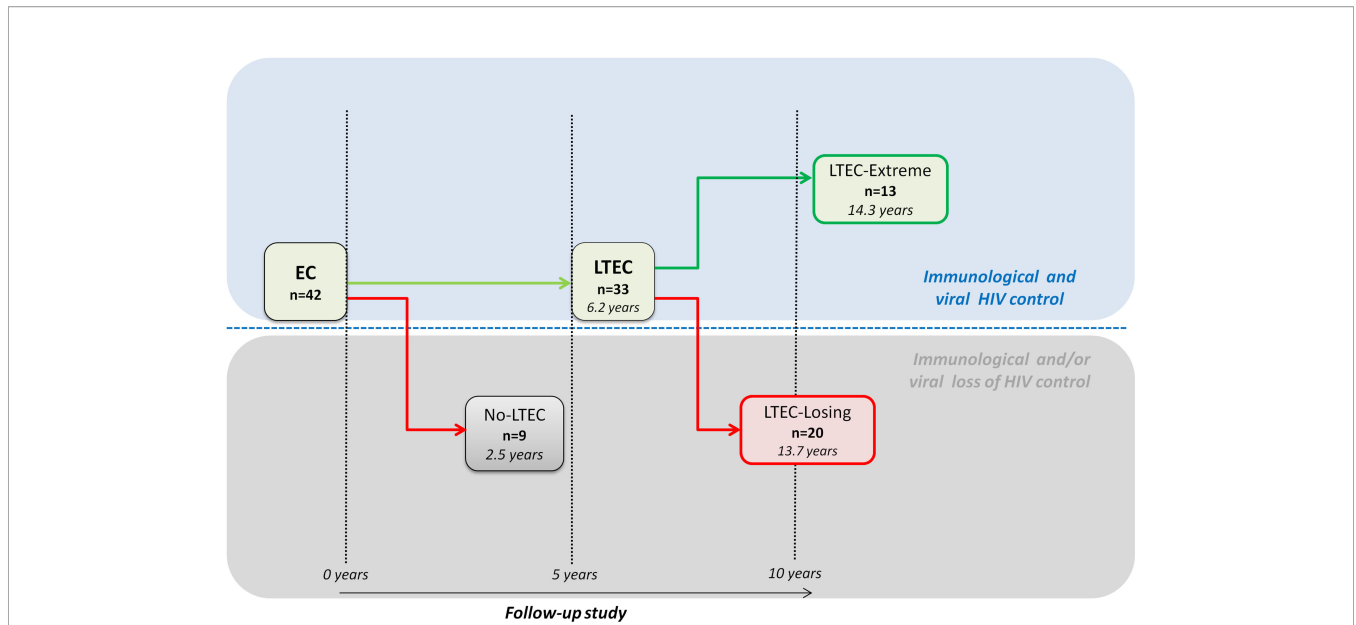 LTEC-Extreme
n=13
14.3 years
EC
n=42
LTEC
n=33
6.2 years
Immunological and
viral HIV control
Immunological and/or
viral loss of HIV control
No-LTEC
n=9
2.5 years
LTEC-Losing
n=20
13.7 years
0 years
5 years
10 years
Follow-up study